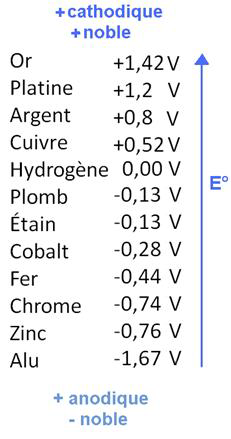 +cathodique
+noble
Or +1,42 V
Platine +1,2 V
Argent +0,8 V
Cuivre +0,52 V
Hydrogène 0,00 V
Plomb -0,13 V
Étain -0,13 V
E°
Cobalt -0,28 V
Fer -0,44 V
Chrome -0,74 V
Zinc -0,76 V
Alu -1,67 V
+ anodique
- noble